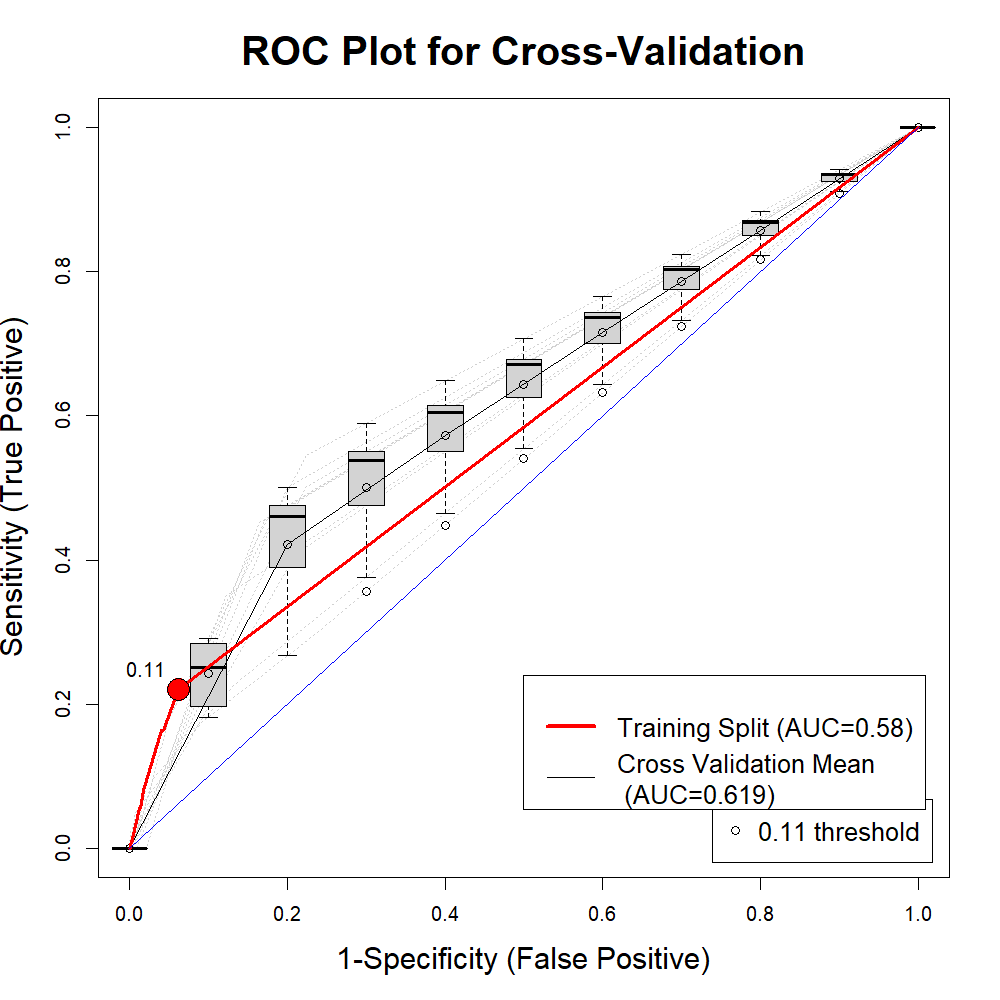 ROC Plot for Cross-Validation
Sensitivity (True Positive)
1.0
0.8
0.6
0.4
0.2
0.0
0.11
Training Split (AUC=0.58)
Cross Validation Mean
(AUC=0.619)
0.11 threshold
0.0 0.2 0.4 0.6 0.8 1.0
1-Specificity (False Positive)